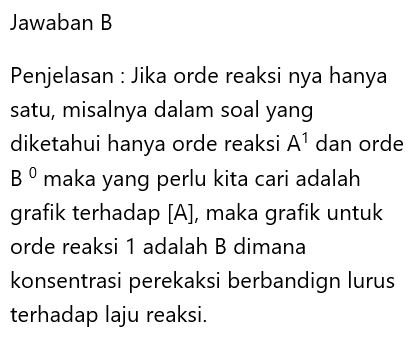 Jawaban B
Penjelasan : Jika orde reaksi nya hanya
satu, misalnya dalam soal yang
diketahui hanya orde reaksi A¹ dan orde
B ⁰ maka yang perlu kita cari adalah
grafik terhadap [A], maka grafik untuk
orde reaksi 1 adalah B dimana
konsentrasi perekaksi berbandign lurus
terhadap laju reaksi.